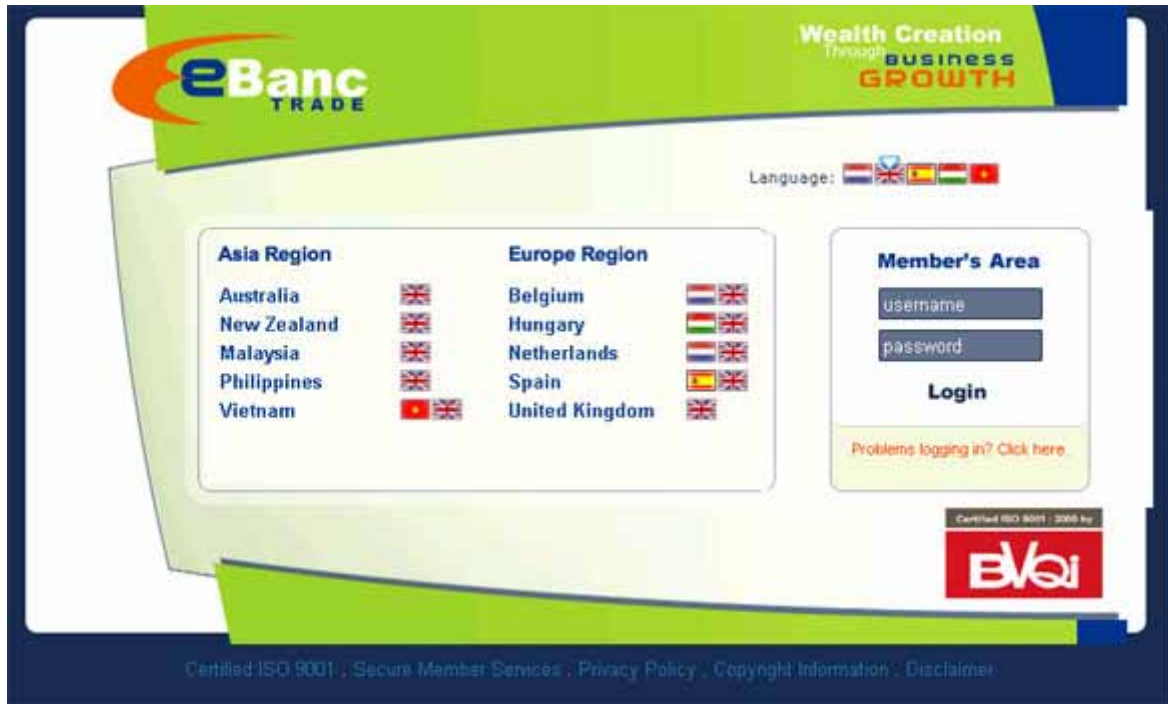 eBanc
TRADE
Wealth Creation
Through
BUSINESS
GROWTH
Language:
Asia Region
Australia
New Zealand
Malaysia
Philippines
Vietnam
Europe Region
Belgium
Hungary
Netherlands
Spain
United Kingdom
Member's Area
username
password
Login
Problems logging in? Click here.
Certified ISO 9001 : 2000 by
BVQi
Certified ISO 9001 , Secure Member Services , Privacy Policy , Copyright Information , Disclaimer